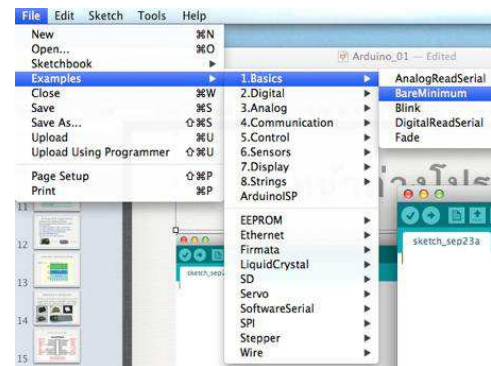 File Edit Sketch Tools Help
New ⌘N
Open... ⌘O
Sketchbook
Examples
Close ⌘W
Save ⌘S
Save As... ⇧⌘S
Upload ⌘U
Upload Using Programmer ⇧⌘U
Page Setup ⇧⌘P
Print ⌘P
1.Basics
2.Digital
3.Analog
4.Communication
5.Control
6.Sensors
7.Display
8.Strings
ArduinoISP
EEPROM
Ethernet
Firmata
LiquidCrystal
SD
Servo
SoftwareSerial
SPI
Stepper
Wire
AnalogReadSerial
BareMinimum
Blink
DigitalReadSerial
Fade
Arduino_01 — Edited
11
12
13
14
15
sketch_sep2
sketch_sep23a